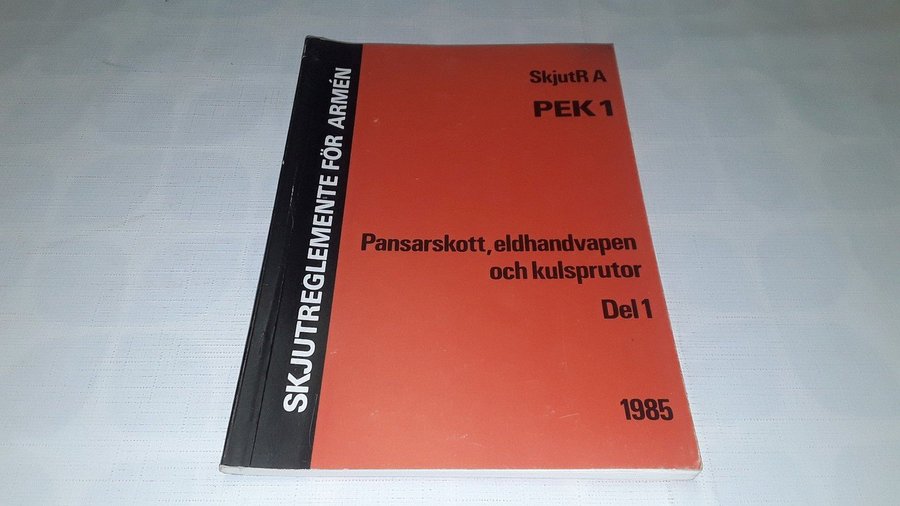 SKJUTREGLEMENTE FÖR ARMÉN
SkjutR A
PEK 1
Pansarskott, eldhandvapen
och kulsprutor
Del 1
1985